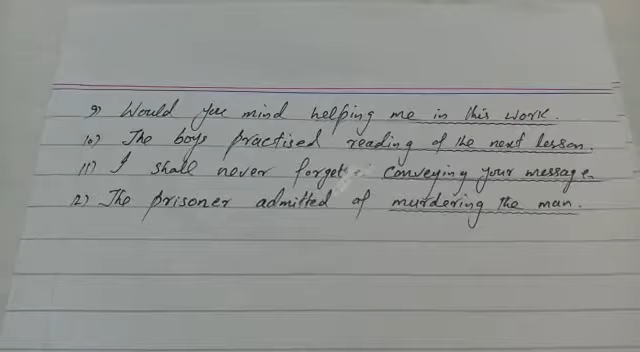 9) Would you mind helping me in this work.
10) The boys practised reading of the next lesson.
11) I shall never forget conveying your message
12) The prisoner admitted of murdering the man.